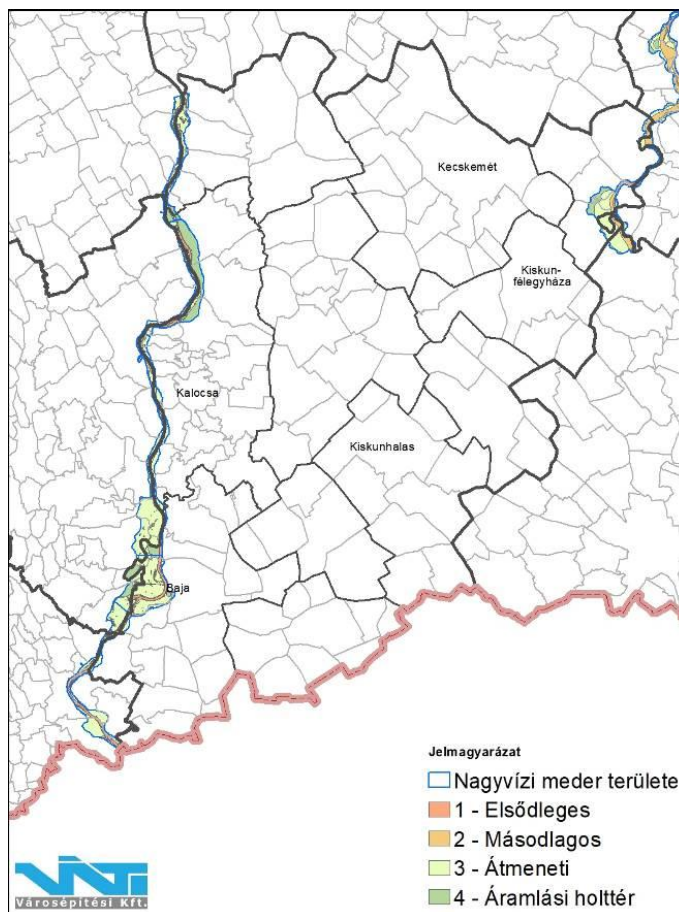 Kecskemét
Kiskun-
félegyháza
Kalocsa
Kiskunhalas
Baja
Jelmagyarázat
Nagyvízi meder területe
1 - Elsődleges
2 - Másodlagos
3 - Átmeneti
4 - Áramlási holttér
VÁTI
Városépítési Kft.